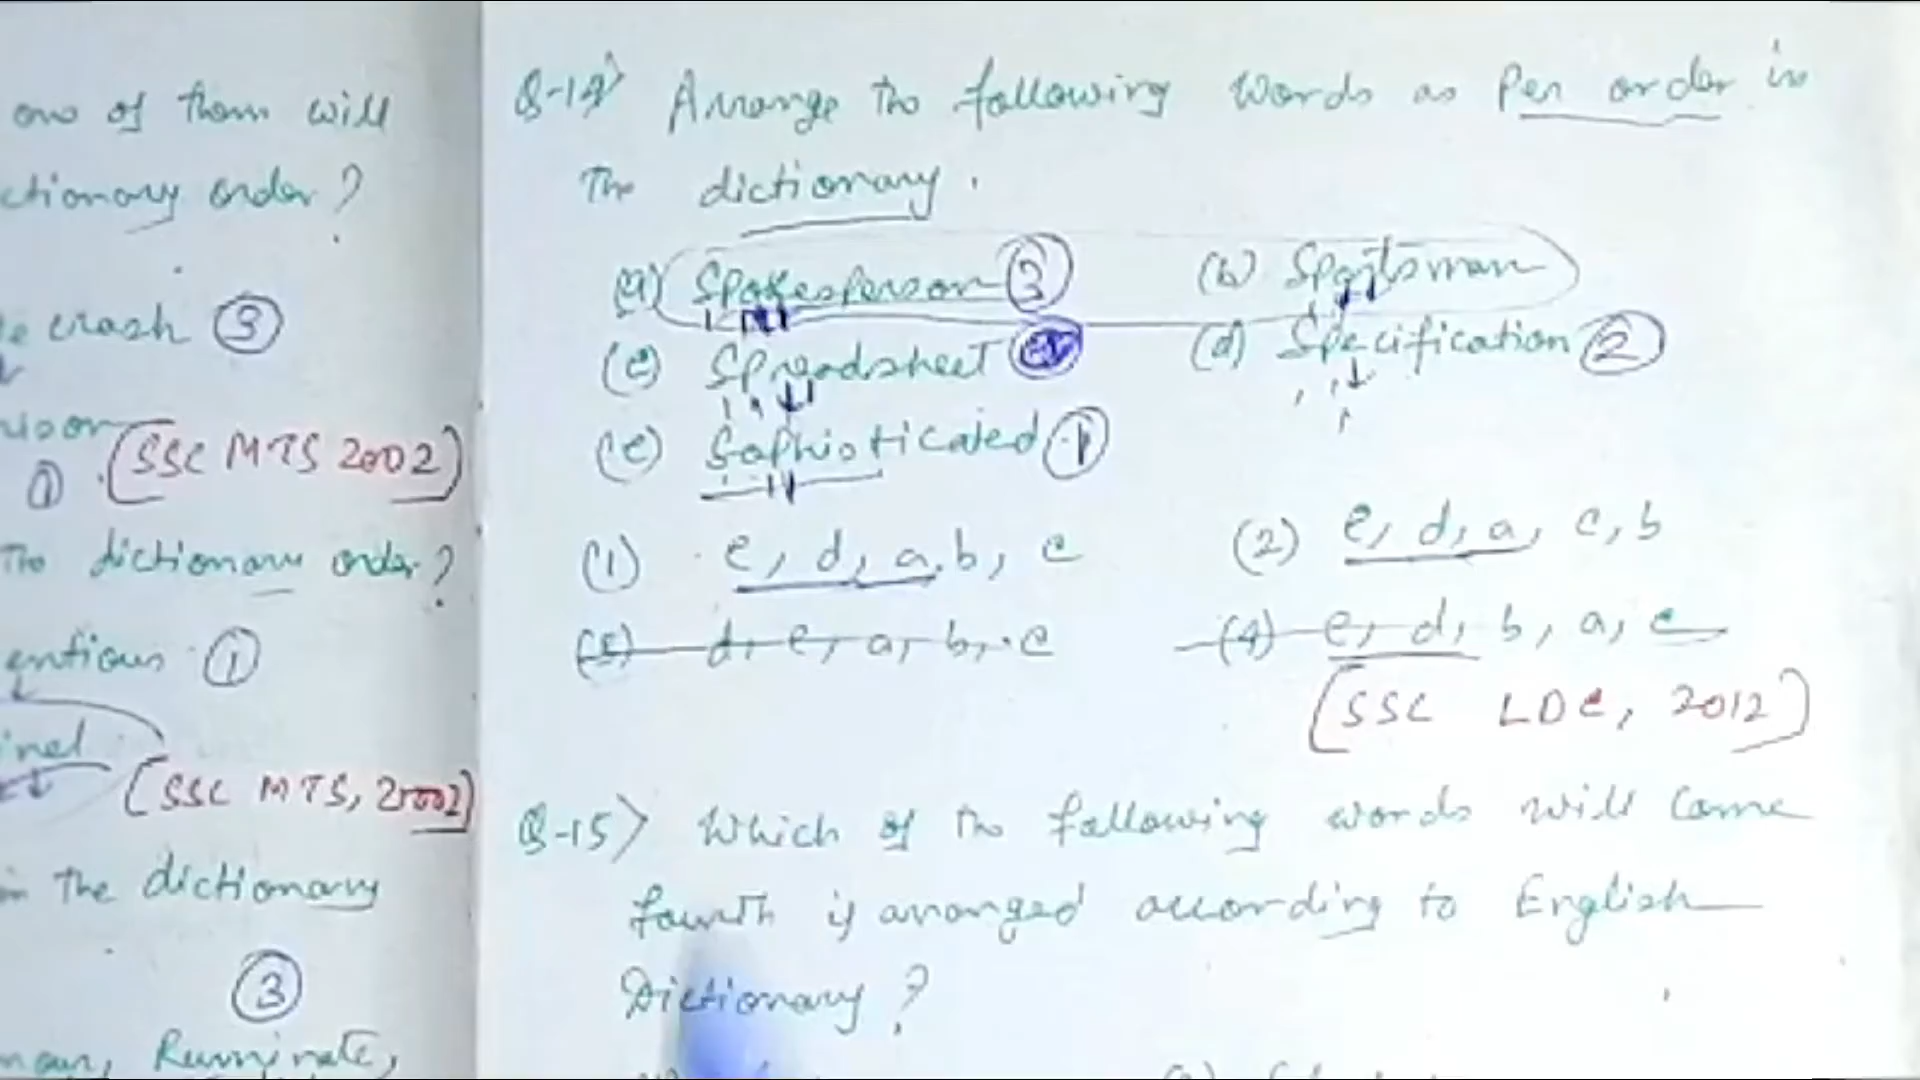 one of them will
ctionary order?
crash ③
① (SSC MTS 2002)
The dictionary order?
entious ①
inel
[SSC MTS, 2002]
in the dictionary
③
Ruminate,
Q-14> Arrange the following words as per order in
The dictionary.
(a) Spokesperson ③ (b) Sportsman
(c) Spreadsheet (d) Specification ②
(e) Sophisticated ①
(1) e, d, a, b, c (2) e, d, a, c, b
(3) d, e, a, b, c (4) e, d, b, a, c
[SSC LDC, 2012]
Q-15> Which of the following words will come
fourth if arranged according to English
Dictionary?